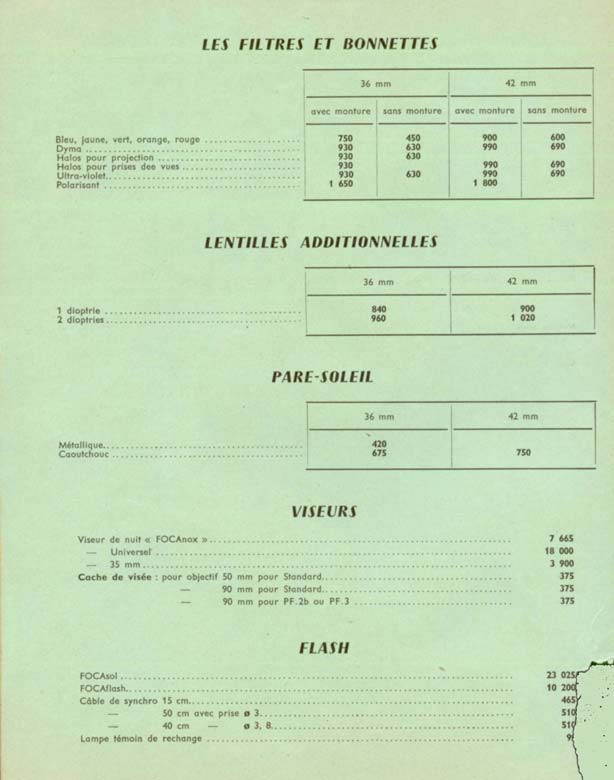 LES FILTRES ET BONNETTES
36 mm 42 mm
avec monture sans monture avec monture sans monture
Bleu, jaune, vert, orange, rouge 750 450 900 600
Dyma 930 630 990 690
Halos pour projection 930 630
Halos pour prises dee vues 930 990 690
Ultra-violet 930 630 990 690
Polarisant 1 650 1 800
LENTILLES ADDITIONNELLES
36 mm 42 mm
1 dioptrie 840 900
2 dioptries 960 1 020
PARE-SOLEIL
36 mm 42 mm
Métallique 420
Caoutchouc 675 750
VISEURS
Viseur de nuit « FOCAnox » 7 665
— Universel 18 000
— 35 mm 3 900
Cache de visée : pour objectif 50 mm pour Standard 375
— 90 mm pour Standard 375
— 90 mm pour PF.2b ou PF.3 375
FLASH
FOCAsol 23 025
FOCAflash 10 200
Câble de synchro 15 cm 465
— 50 cm avec prise ø 3 510
— 40 cm — ø 3, 8 510
Lampe témoin de rechange